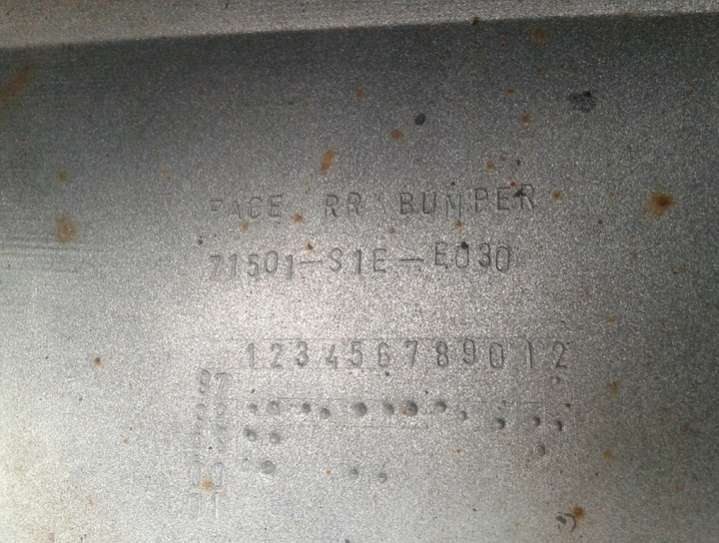 FACE RR BUMPER
71501-S1E-E030
1 2 3 4 5 6 7 8 9 0 1 2
97